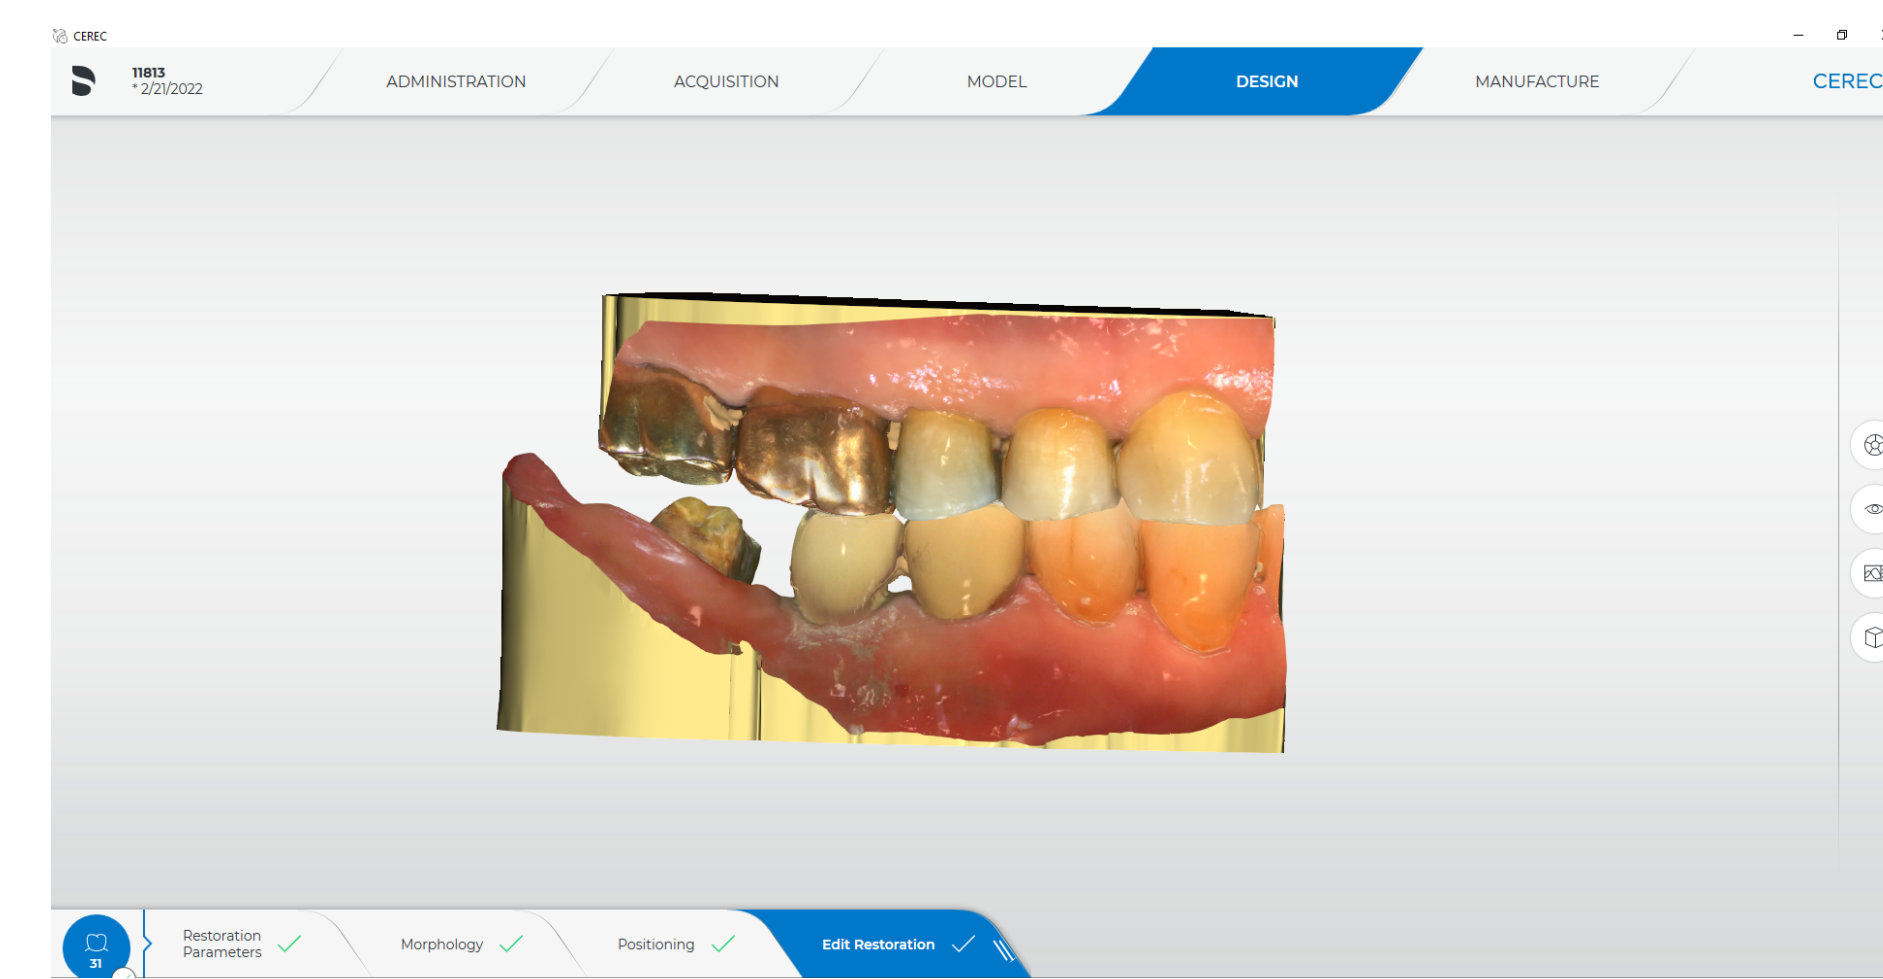 CEREC
11813
* 2/21/2022
ADMINISTRATION
ACQUISITION
MODEL
DESIGN
MANUFACTURE
CEREC
31
Restoration
Parameters
Morphology
Positioning
Edit Restoration